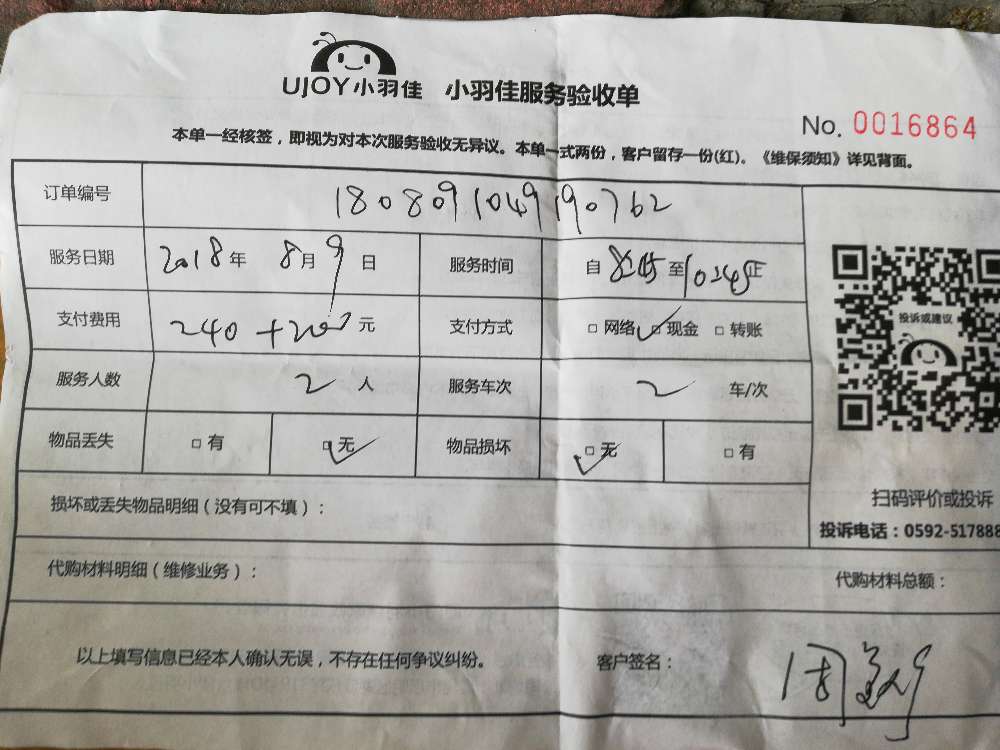 UJOY小羽佳 小羽佳服务验收单
No. 0016864
本单一经核签，即视为对本次服务验收无异议。本单一式两份，客户留存一份(红)。《维保须知》详见背面。
订单编号 1808091049190762
服务日期 2018年 8月9日 服务时间 自 至1024正
支付费用 240+200元 支付方式 □ 网络 □ 现金 □ 转账
投诉或建议
服务人数 2人 服务车次 2 车/次
物品丢失 □ 有 □ 无 物品损坏 □ 无 □ 有
损坏或丢失物品明细（没有可不填）：
扫码评价或投诉
投诉电话：0592-517888
代购材料明细（维修业务）：
代购材料总额：
以上填写信息已经本人确认无误，不存在任何争议纠纷。 客户签名：